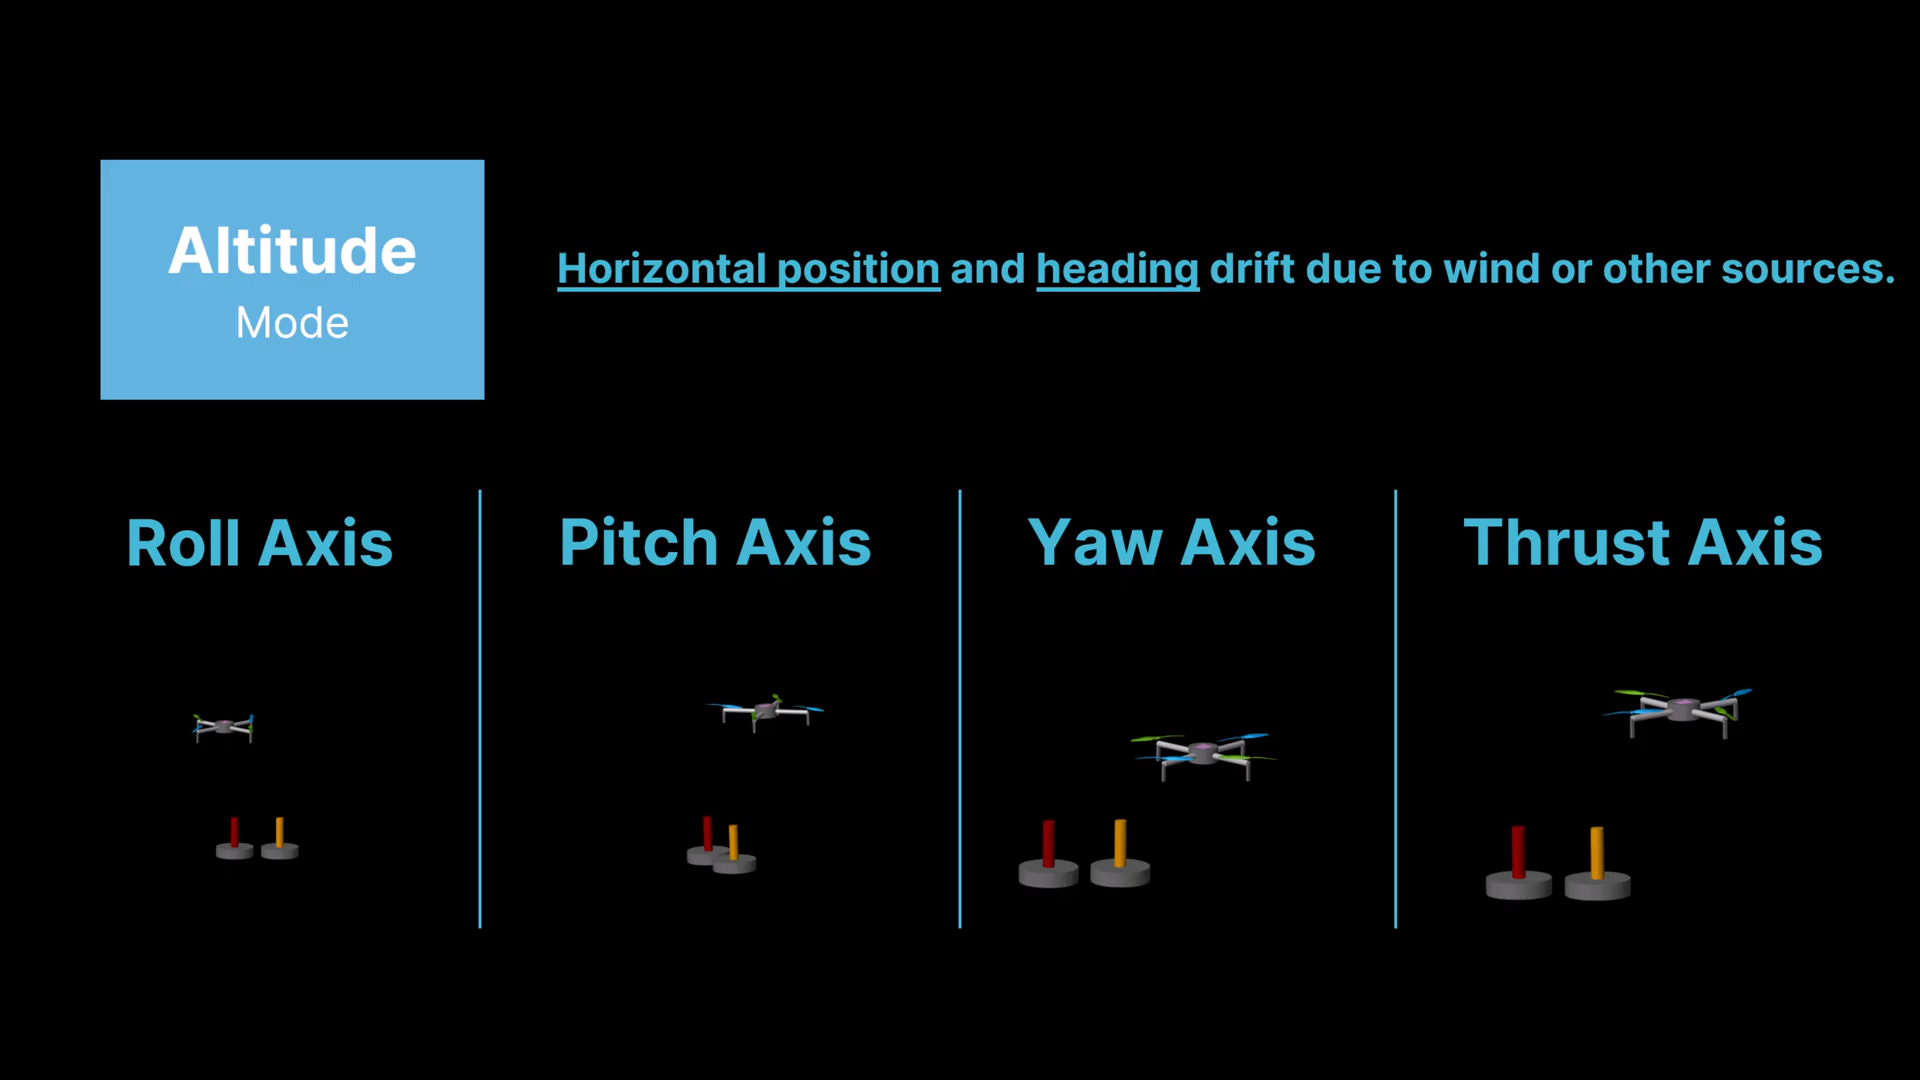 Altitude
Mode
Horizontal position and heading drift due to wind or other sources.
Roll Axis
Pitch Axis
Yaw Axis
Thrust Axis